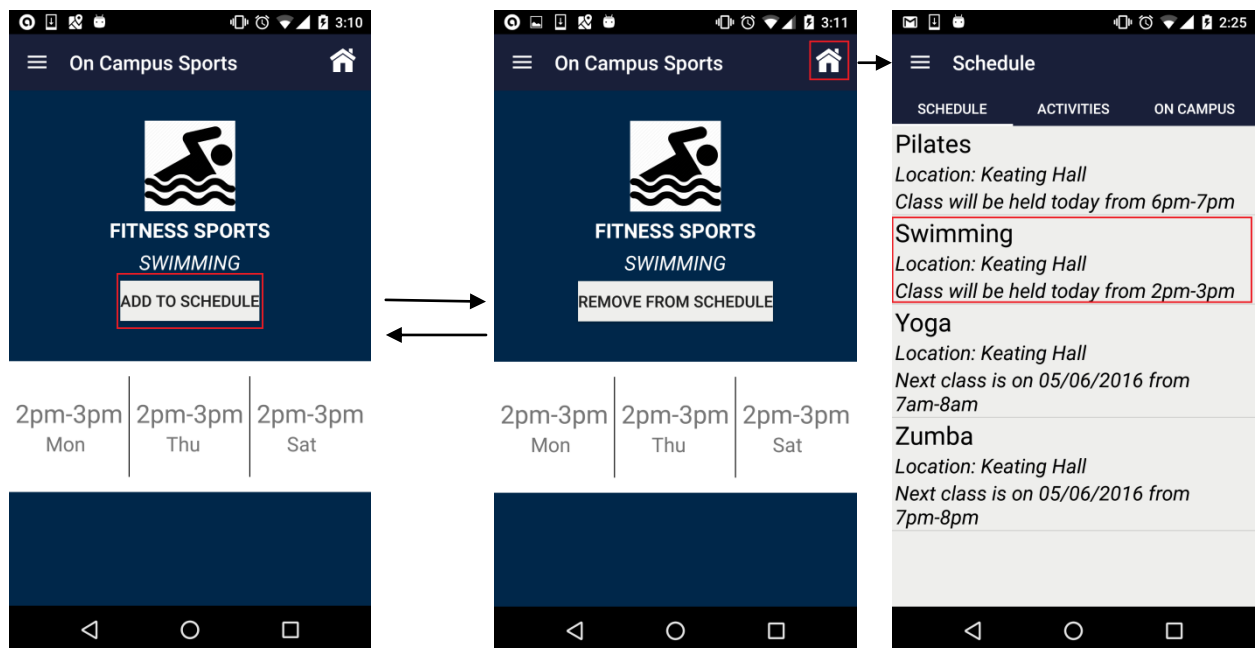 3:10
On Campus Sports
FITNESS SPORTS
SWIMMING
ADD TO SCHEDULE
2pm-3pm 2pm-3pm 2pm-3pm
Mon Thu Sat
3:11
On Campus Sports
FITNESS SPORTS
SWIMMING
REMOVE FROM SCHEDULE
2pm-3pm 2pm-3pm 2pm-3pm
Mon Thu Sat
2:25
Schedule
SCHEDULE ACTIVITIES ON CAMPUS
Pilates
Location: Keating Hall
Class will be held today from 6pm-7pm
Swimming
Location: Keating Hall
Class will be held today from 2pm-3pm
Yoga
Location: Keating Hall
Next class is on 05/06/2016 from
7am-8am
Zumba
Location: Keating Hall
Next class is on 05/06/2016 from
7pm-8pm